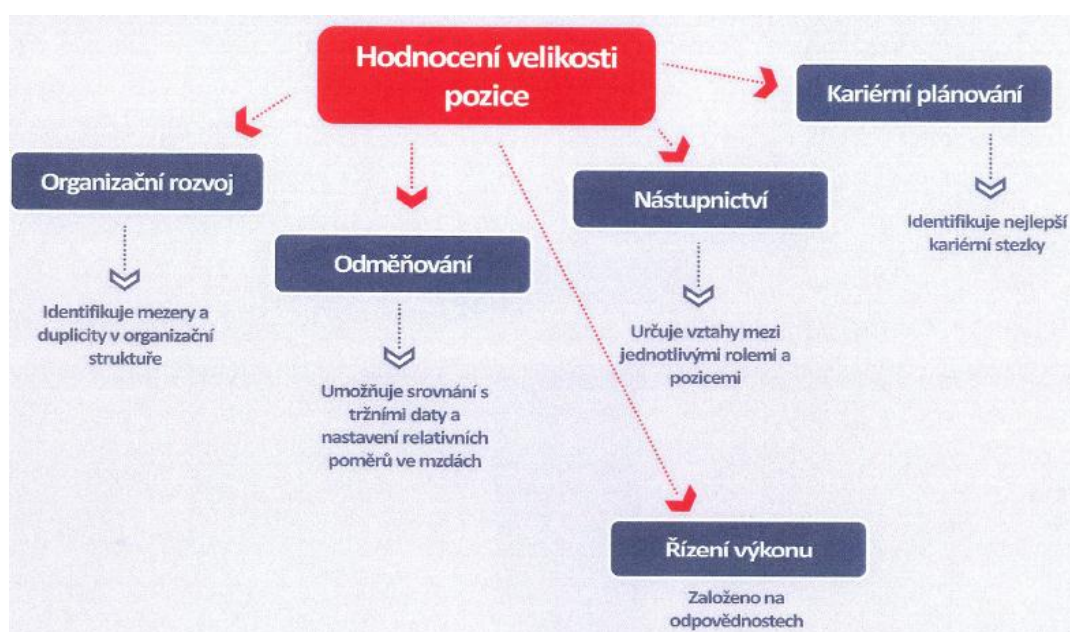 Hodnocení velikosti
pozice
Kariérní plánování
Identifikuje nejlepší
kariérní stezky
Organizační rozvoj
Identifikuje mezery a
duplicity v organizační
struktuře
Odměňování
Umožňuje srovnání s
tržními daty a
nastavení relativních
poměrů ve mzdách
Nástupnictví
Určuje vztahy mezi
jednotlivými rolemi a
pozicemi
Řízení výkonu
Založeno na
odpovědnostech